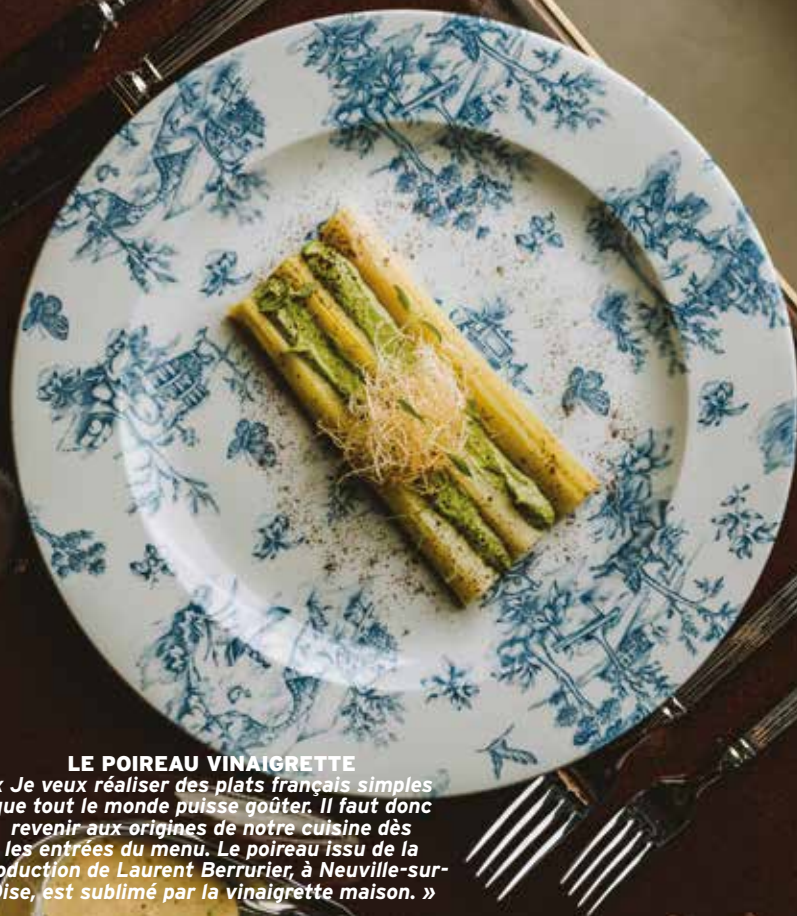 LE POIREAU VINAIGRETTE
« Je veux réaliser des plats français simples
que tout le monde puisse goûter. Il faut donc
revenir aux origines de notre cuisine dès
les entrées du menu. Le poireau issu de la
production de Laurent Berrurier, à Neuville-sur-
Oise, est sublimé par la vinaigrette maison. »